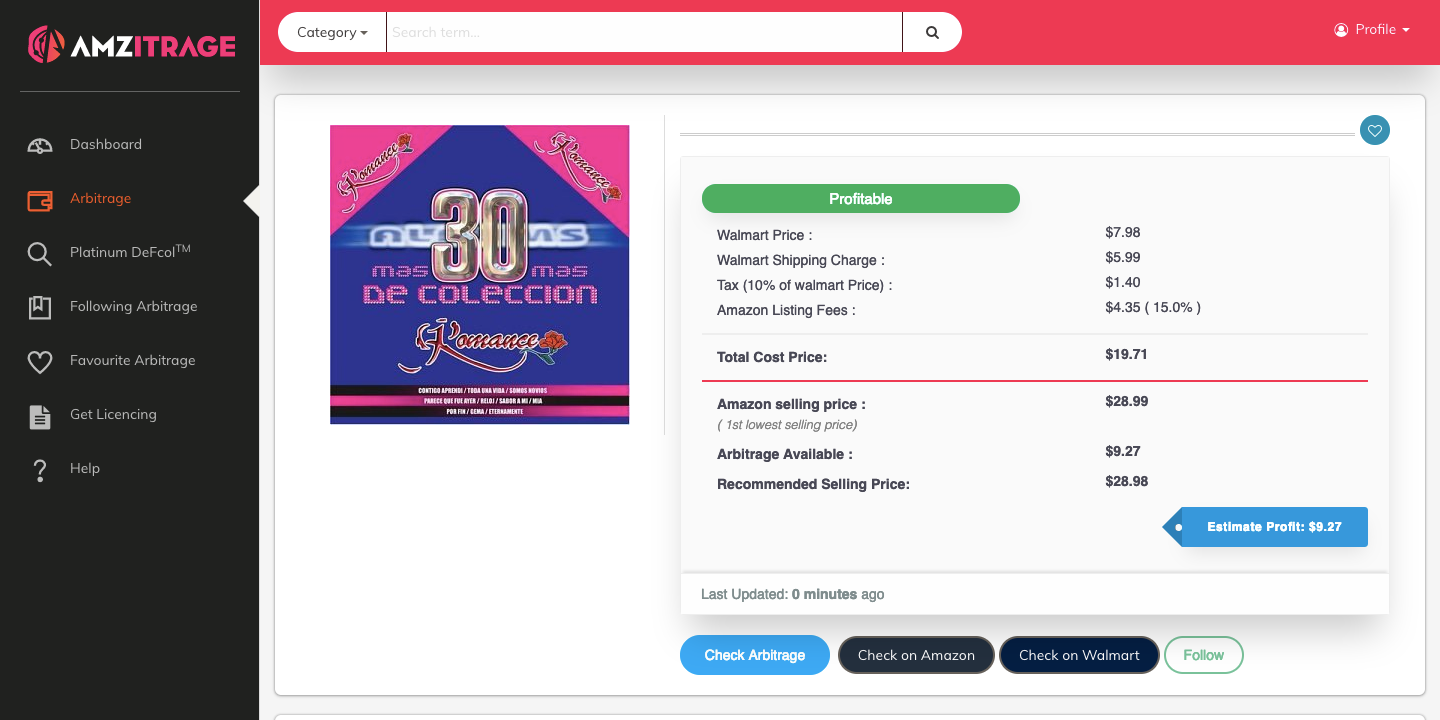 AMZITRAGE
Category
Search term...
Profile
Dashboard
Arbitrage
Platinum DeFcol™
Following Arbitrage
Favourite Arbitrage
Get Licencing
Help
Romance
Romance
30
ALBUMS
mas mas
DE COLECCION
Romance
CONTIGO APRENDI / TODA UNA VIDA / SOMOS NOVIOS
PARECE QUE FUE AYER / RELOJ / SABOR A MI / MIA
POR FIN / GEMA / ETERNAMENTE
Profitable
Walmart Price : $7.98
Walmart Shipping Charge : $5.99
Tax (10% of walmart Price) : $1.40
Amazon Listing Fees : $4.35 ( 15.0% )
Total Cost Price: $19.71
Amazon selling price : $28.99
( 1st lowest selling price)
Arbitrage Available : $9.27
Recommended Selling Price: $28.98
Estimate Profit: $9.27
Last Updated: 0 minutes ago
Check Arbitrage
Check on Amazon
Check on Walmart
Follow